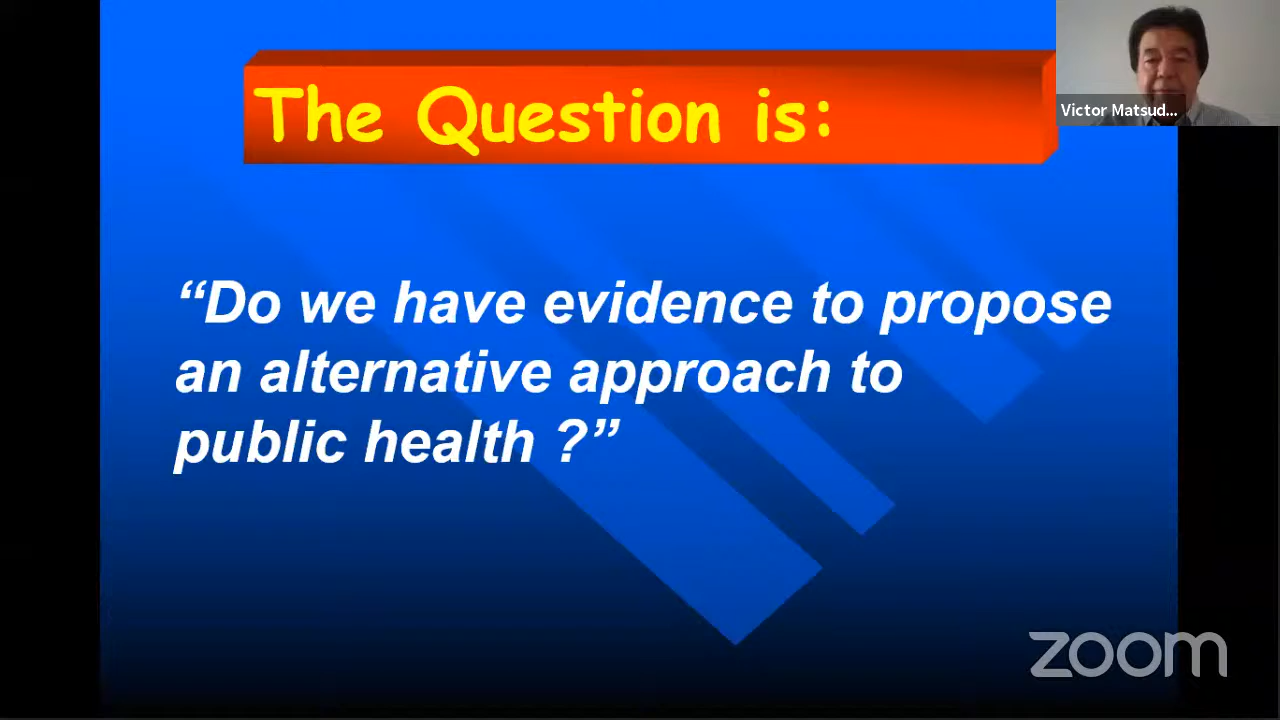 The Question is:
Victor Matsud...
“Do we have evidence to propose
an alternative approach to
public health ?”
zoom